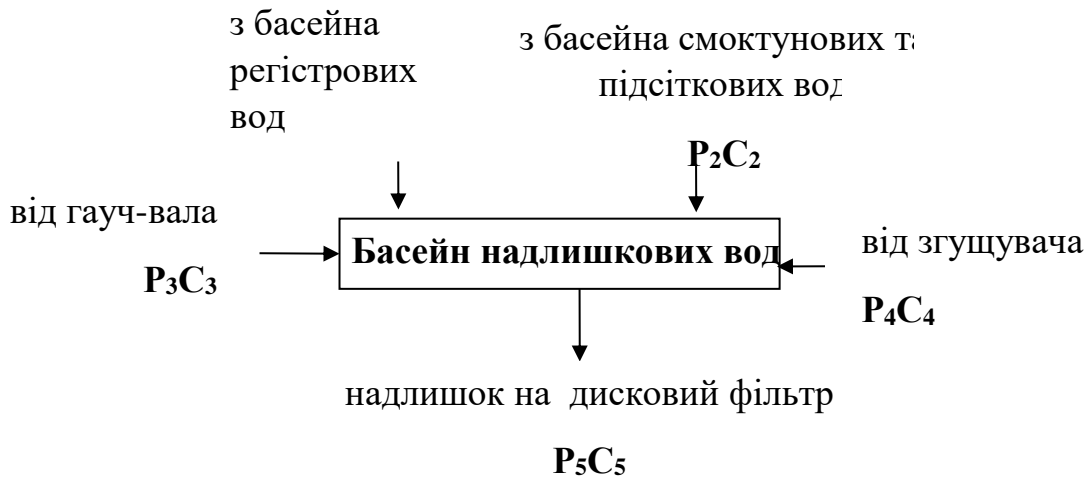 з басейна
регістрових
вод
з басейна смоктунових та
підсіткових вод
P₂C₂
від гауч-вала
P₃C₃
Басейн надлишкових вод
від згущувача
P₄C₄
надлишок на дисковий фільтр
P₅C₅